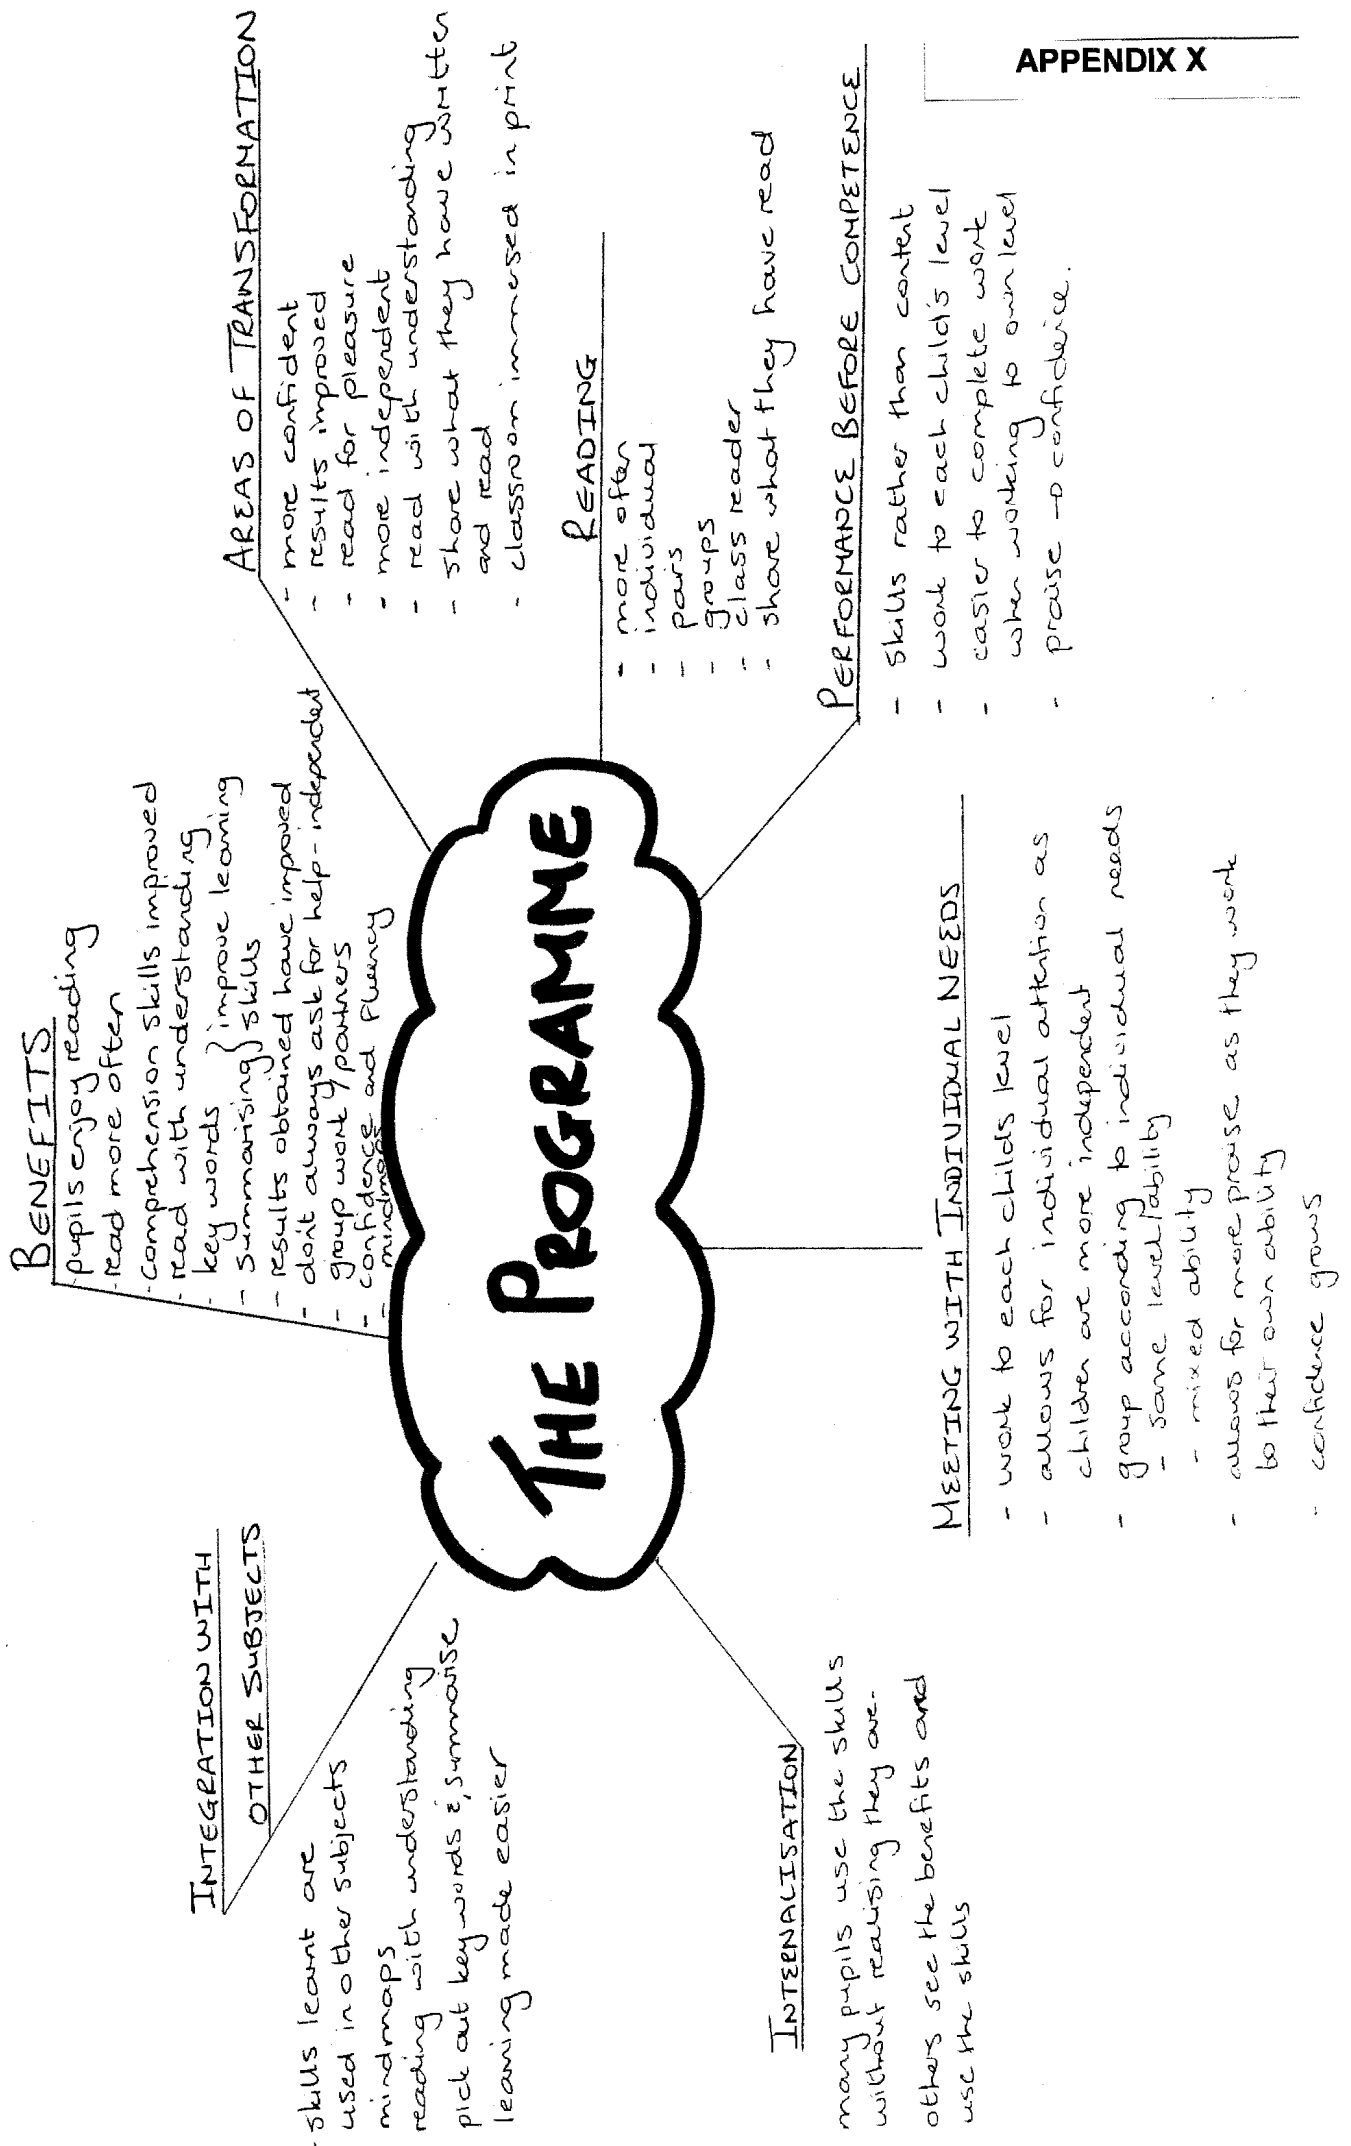 APPENDIX X
THE PROGRAMME
INTEGRATION WITH
OTHER SUBJECTS
- skills learnt are
used in other subjects
mindmaps
reading with understanding
pick out key words & summarise
learning made easier
BENEFITS
- pupils enjoy reading
- read more often
- comprehension skills improved
- read with understanding
- key words } improve learning
- summarising } skills
- results obtained have improved
- don't always ask for help - independent
- group work / partners
- confidence and fluency
- mindmaps
AREAS OF TRANSFORMATION
- more confident
- results improved
- read for pleasure
- more independent
- read with understanding
- share what they have written
and read
- classroom immersed in print
READING
- more often
- individual
- pairs
- groups
- class reader
- share what they have read
PERFORMANCE BEFORE COMPETENCE
- skills rather than content
- work to each child's level
- easier to complete work
when working to own level
- praise → confidence.
MEETING WITH INDIVIDUAL NEEDS
- work to each childs level
- allows for individual attention as
children are more independent
- group according to individual needs
- same level/ability
- mixed ability
- allows for more praise as they work
to their own ability
- confidence grows
INTERNALISATION
many pupils use the skills
without realising they are.
others see the benefits and
use the skills